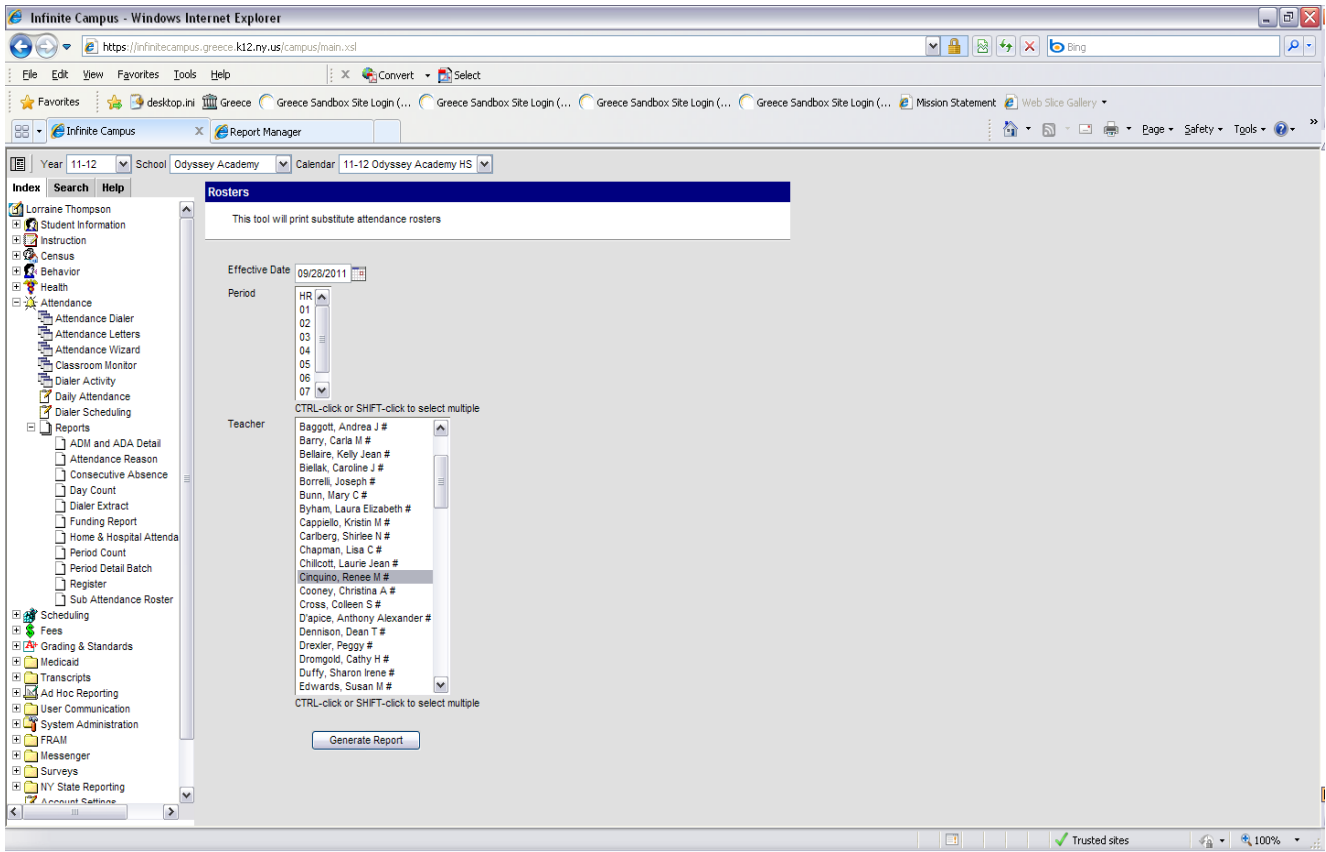 Infinite Campus - Windows Internet Explorer
https://infinitecampus.greece.k12.ny.us/campus/main.xsl
Bing
File Edit View Favorites Tools Help
X Convert Select
Favorites desktop.ini Greece Greece Sandbox Site Login (... Greece Sandbox Site Login (... Greece Sandbox Site Login (... Greece Sandbox Site Login (... Mission Statement Web Slice Gallery
Infinite Campus X Report Manager Page Safety Tools »
Year 11-12 School Odyssey Academy Calendar 11-12 Odyssey Academy HS
Index Search Help
Lorraine Thompson
Student Information
Instruction
Census
Behavior
Health
Attendance
Attendance Dialer
Attendance Letters
Attendance Wizard
Classroom Monitor
Dialer Activity
Daily Attendance
Dialer Scheduling
Reports
ADM and ADA Detail
Attendance Reason
Consecutive Absence
Day Count
Dialer Extract
Funding Report
Home & Hospital Attenda
Period Count
Period Detail Batch
Register
Sub Attendance Roster
Scheduling
Fees
Grading & Standards
Medicaid
Transcripts
Ad Hoc Reporting
User Communication
System Administration
FRAM
Messenger
Surveys
NY State Reporting
Account Settings
Rosters
This tool will print substitute attendance rosters
Effective Date 09/28/2011
Period
HR
01
02
03
04
05
06
07
CTRL-click or SHIFT-click to select multiple
Teacher
Baggott, Andrea J #
Barry, Carla M #
Bellaire, Kelly Jean #
Biellak, Caroline J #
Borrelli, Joseph #
Bunn, Mary C #
Byham, Laura Elizabeth #
Cappiello, Kristin M #
Carlberg, Shirlee N #
Chapman, Lisa C #
Chillcott, Laurie Jean #
Cinquino, Renee M #
Cooney, Christina A #
Cross, Colleen S #
D'apice, Anthony Alexander #
Dennison, Dean T #
Drexler, Peggy #
Dromgold, Cathy H #
Duffy, Sharon Irene #
Edwards, Susan M #
CTRL-click or SHIFT-click to select multiple
Generate Report
Trusted sites 100%